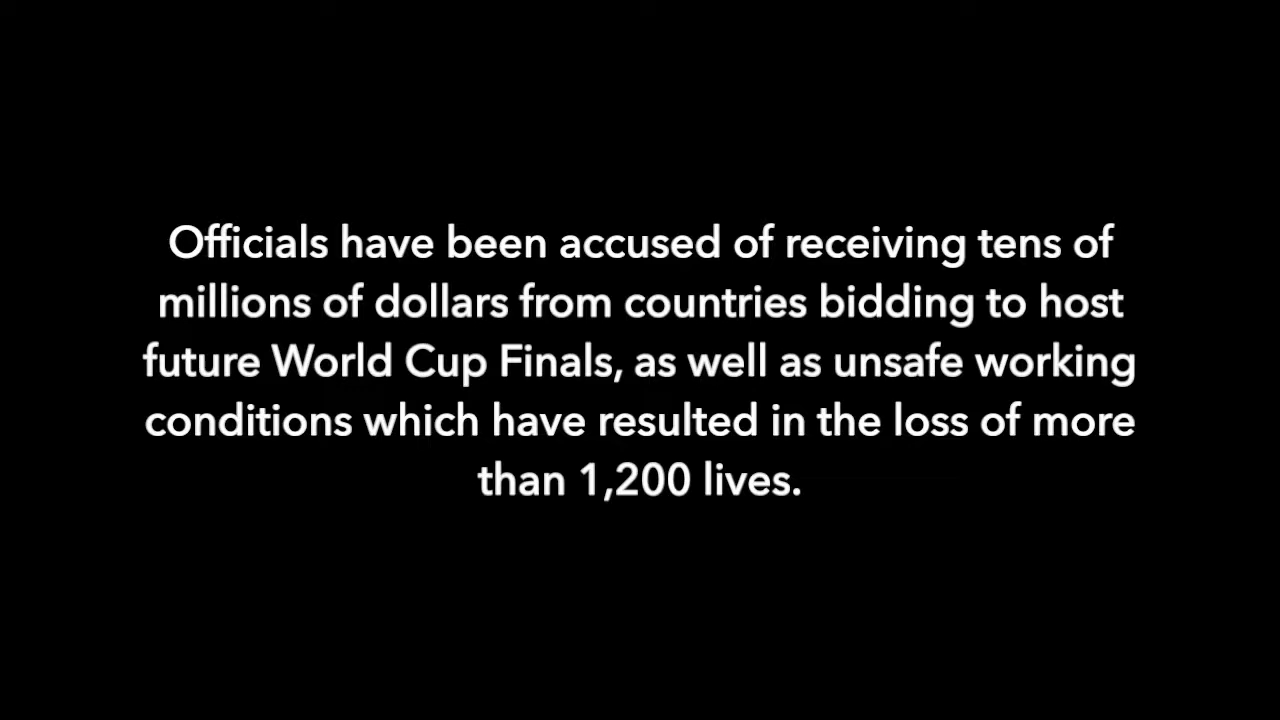 Officials have been accused of receiving tens of
millions of dollars from countries bidding to host
future World Cup Finals, as well as unsafe working
conditions which have resulted in the loss of more
than 1,200 lives.